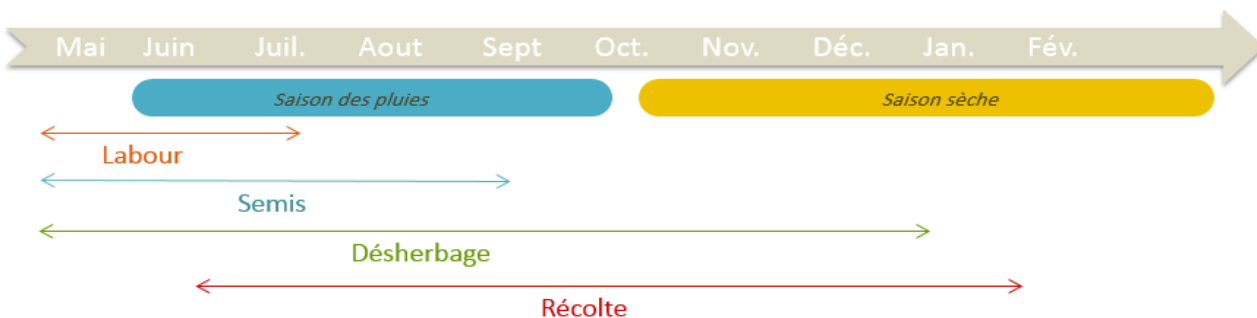 Mai Juin Juil. Aout Sept Oct. Nov. Déc. Jan. Fév.
Saison des pluies Saison sèche
Labour
Semis
Désherbage
Récolte